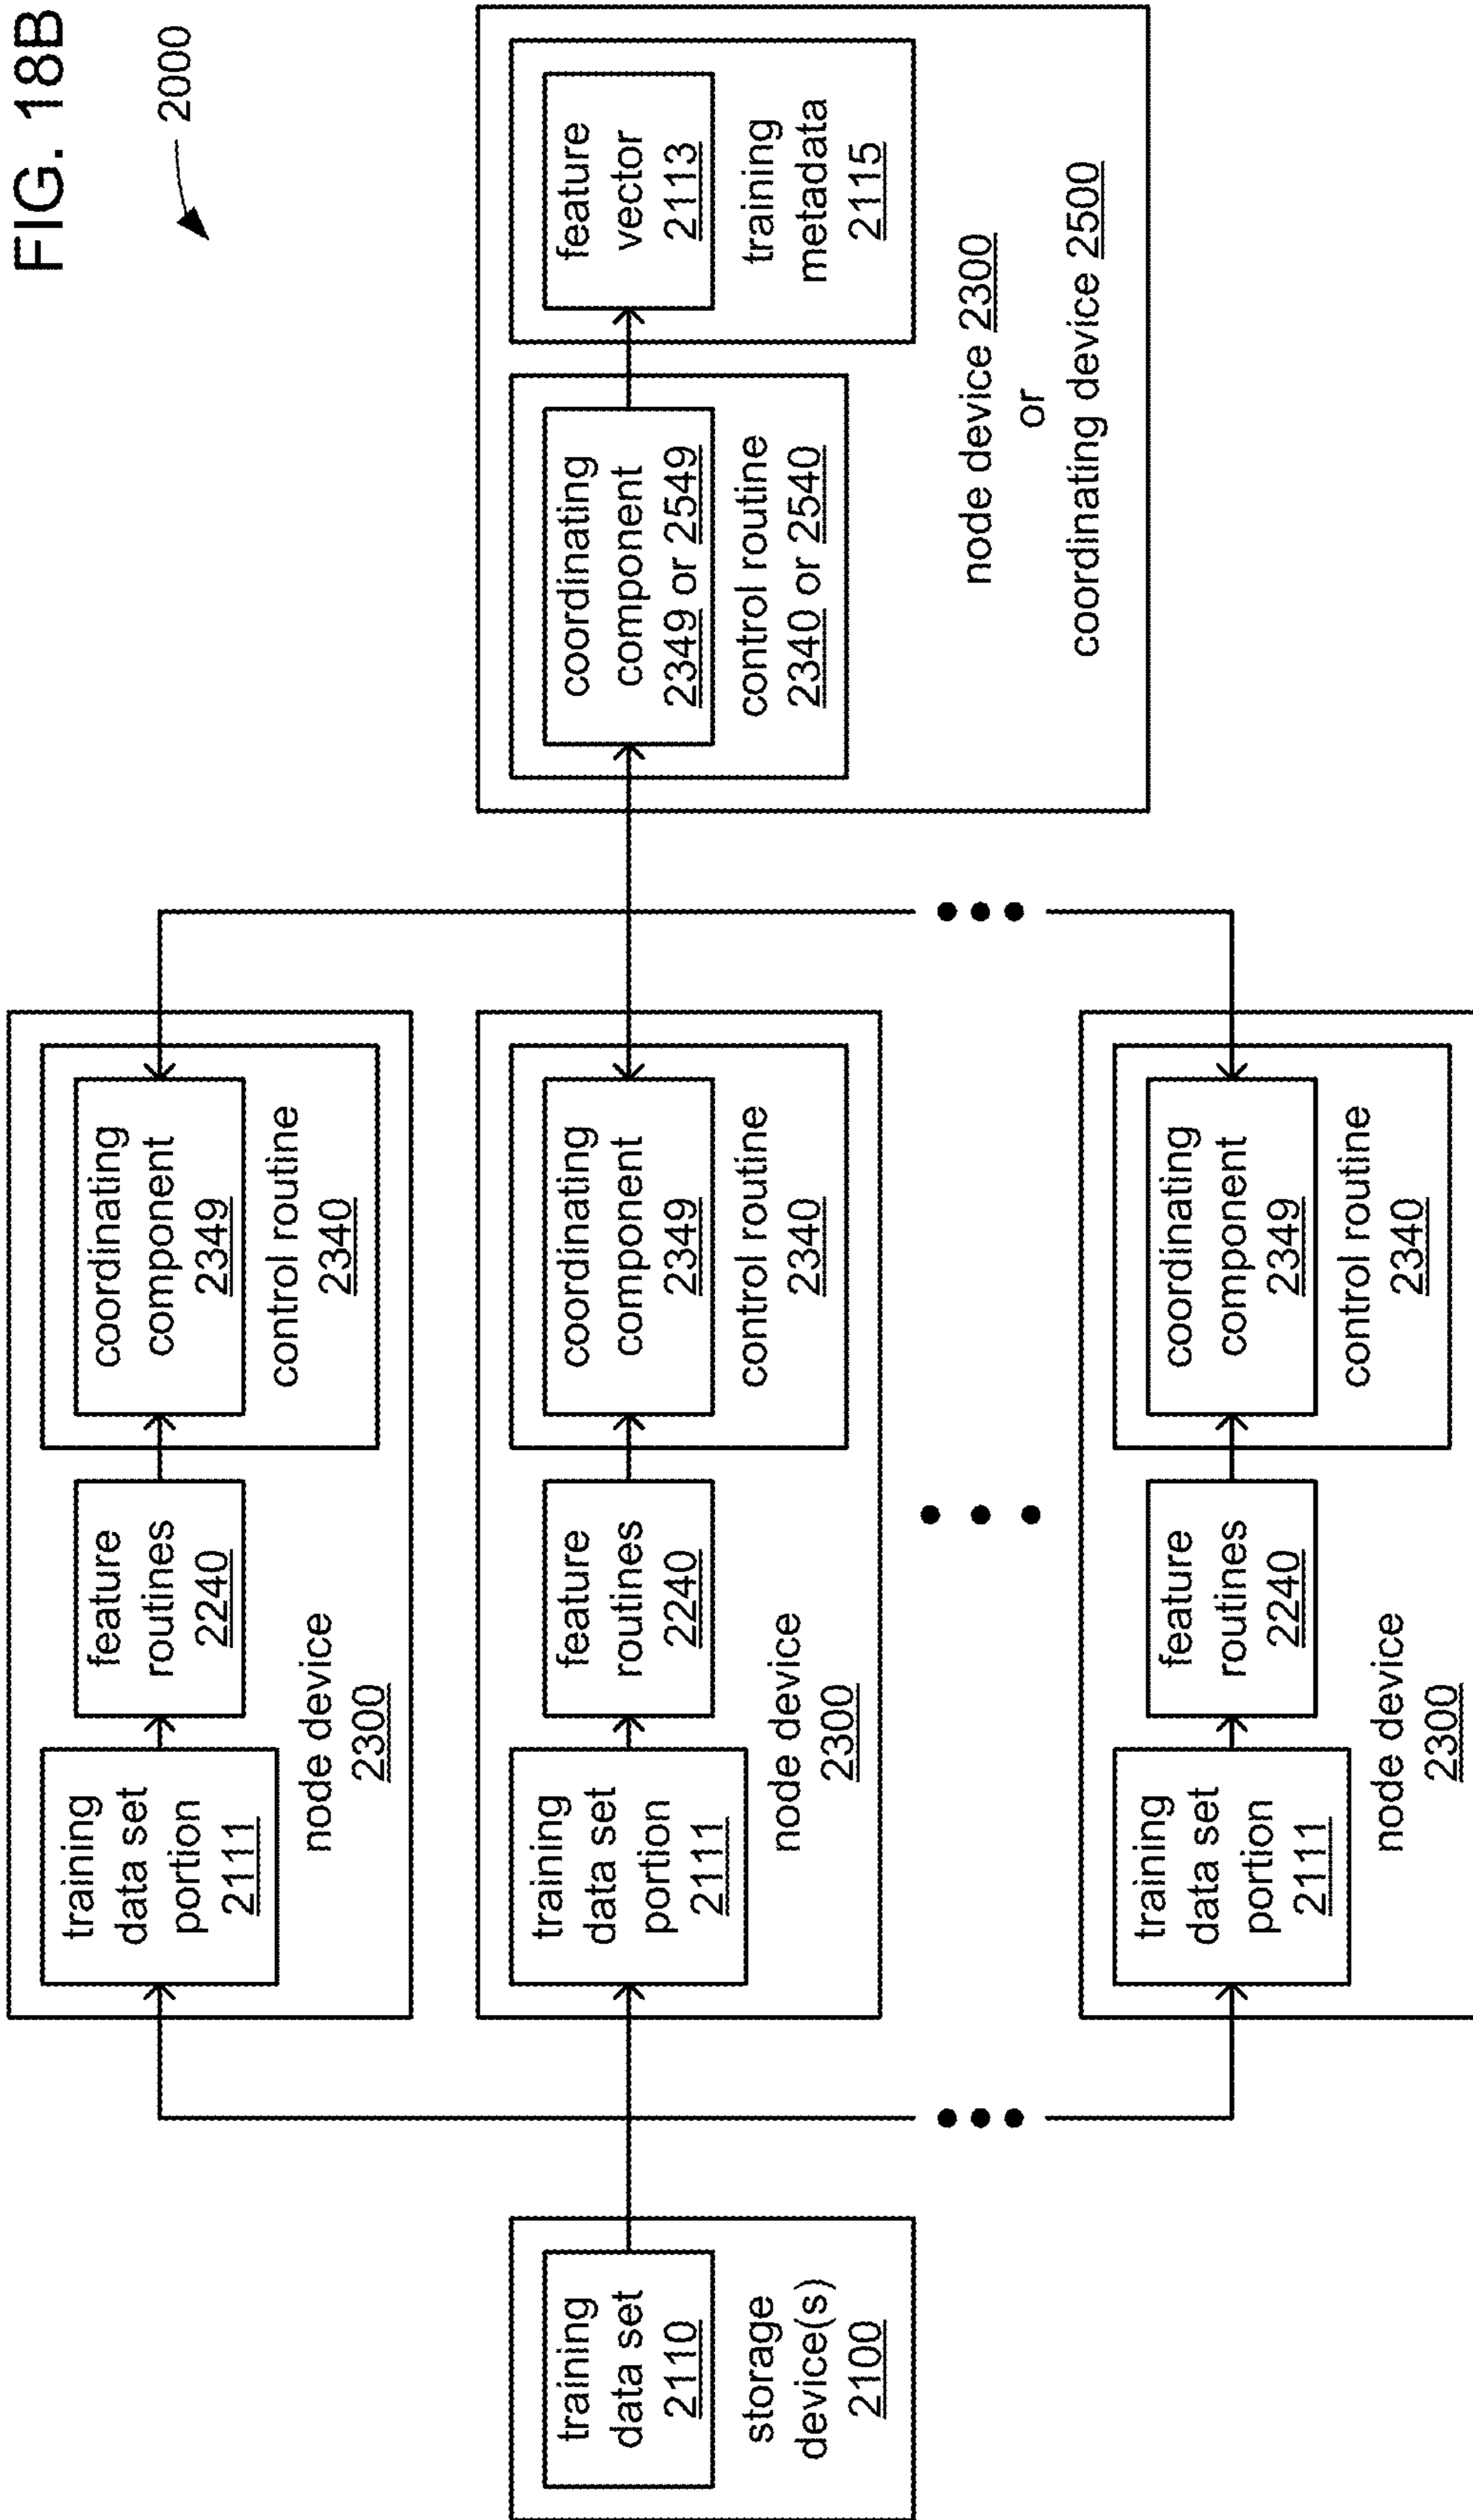 FIG. 18B
2000
training
data set
2110
storage
device(s)
2100
training
data set
portion
2111
feature
routines
2240
coordinating
component
2349
control routine
2340
node device
2300
training
data set
portion
2111
feature
routines
2240
coordinating
component
2349
control routine
2340
node device
2300
training
data set
portion
2111
feature
routines
2240
coordinating
component
2349
control routine
2340
node device
2300
coordinating
component
2349 or 2549
control routine
2340 or 2540
feature
vector
2113
training
metadata
2115
node device 2300
or
coordinating device 2500